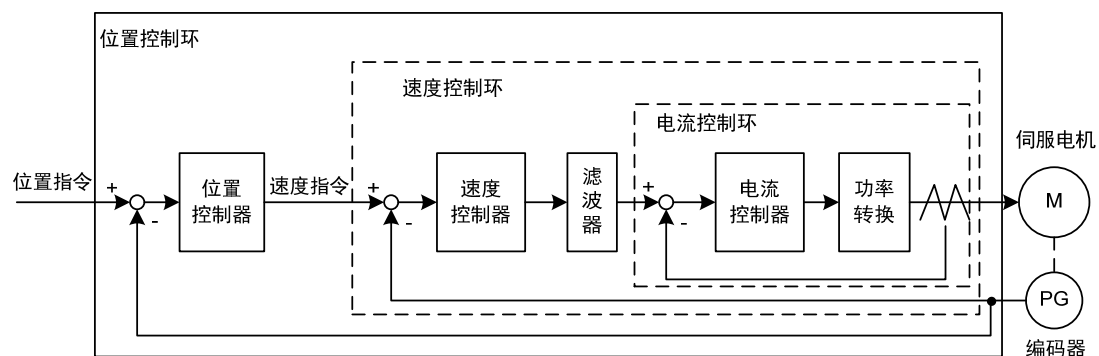 位置控制环
速度控制环
电流控制环
伺服电机
位置指令
+
-
位置
控制器
速度指令
+
-
速度
控制器
滤
波
器
+
-
电流
控制器
功率
转换
M
PG
编码器